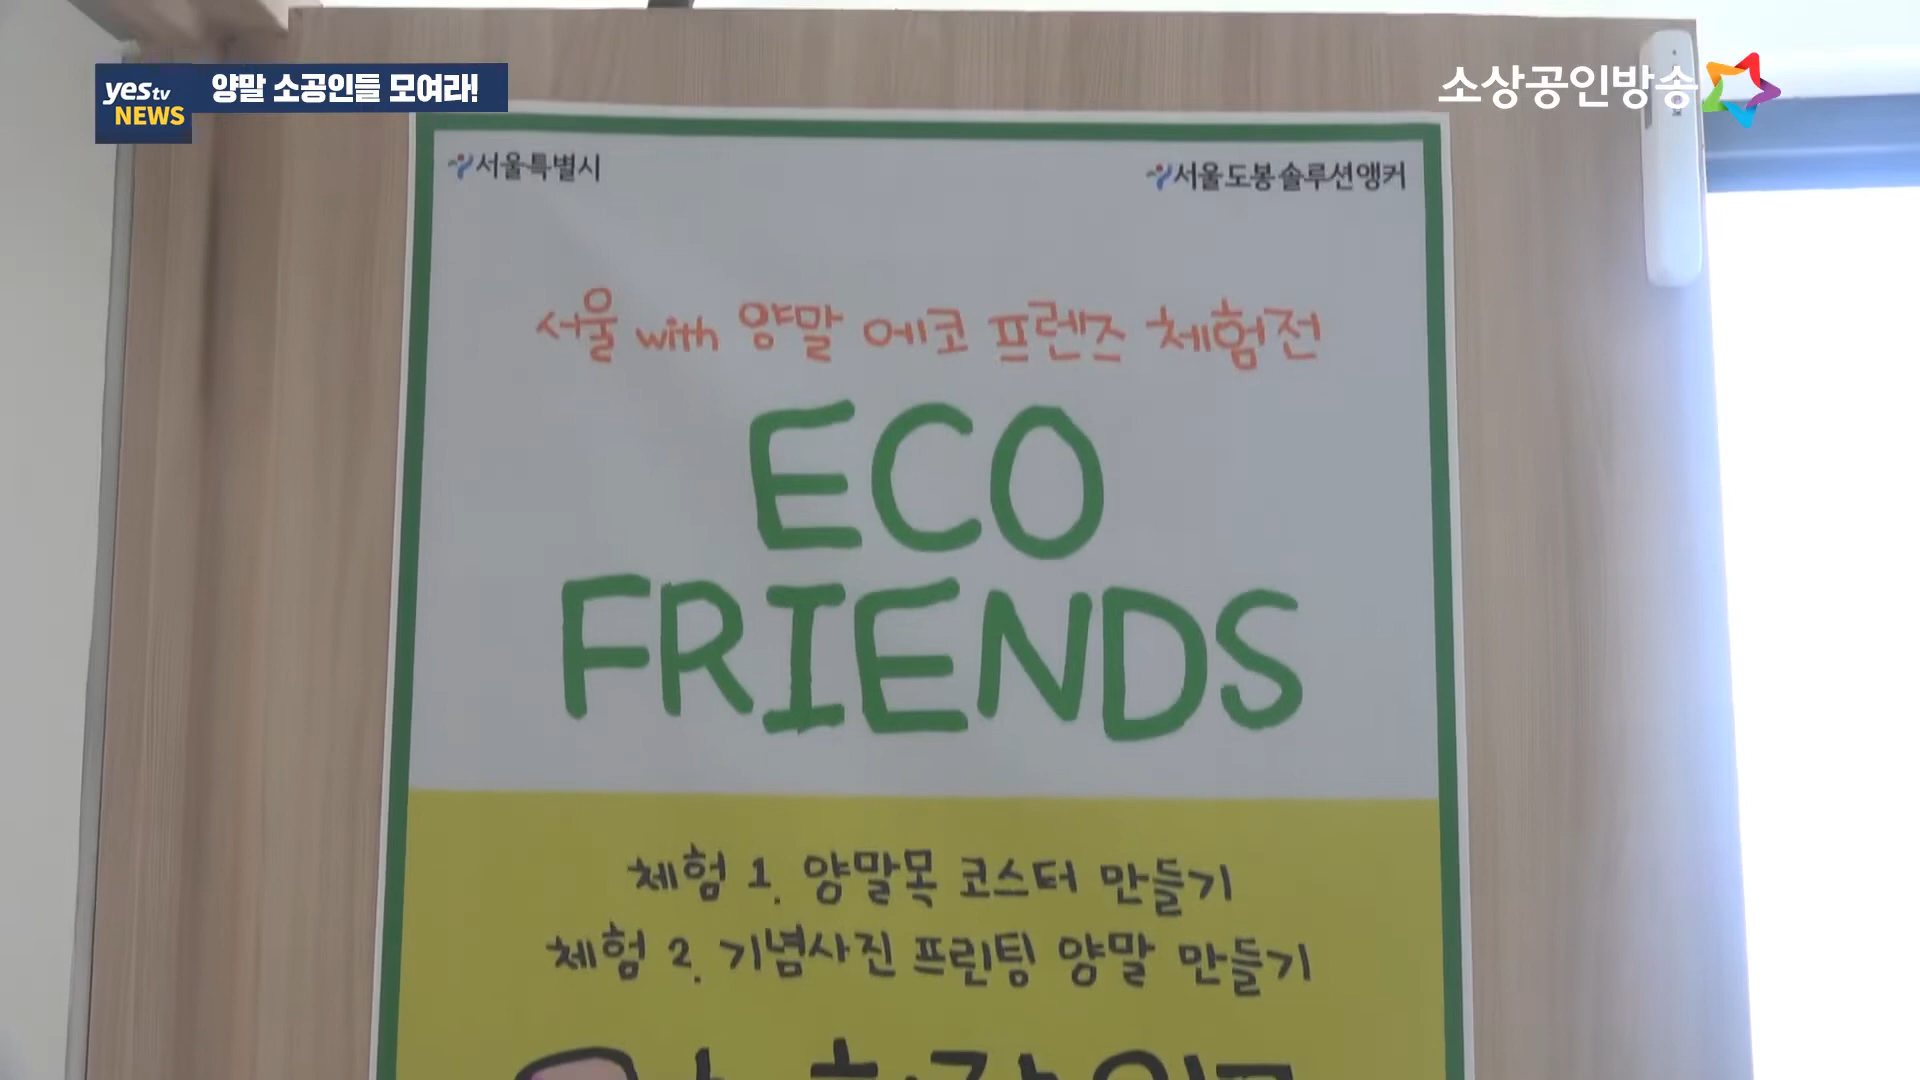 yestv NEWS
양말 소공인들 모여라!
소상공인방송
서울특별시
서울도봉솔루션앵커
서울 with 양말 에코 프렌즈 체험전
ECO
FRIENDS
체험 1. 양말목 코스터 만들기
체험 2. 기념사진 프린팅 양말 만들기